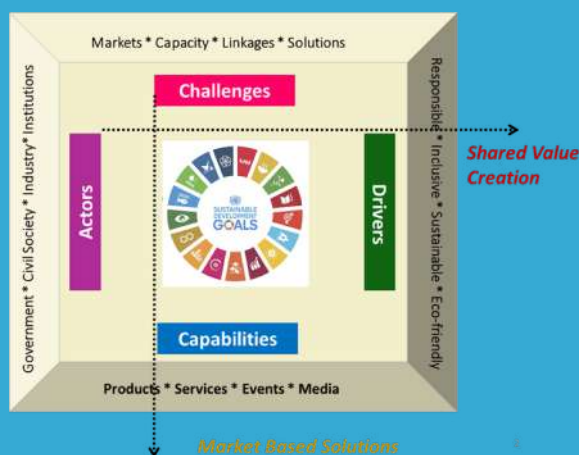 Markets * Capacity * Linkages * Solutions
Challenges
Government * Civil Society * Industry* Institutions
Actors
SUSTAINABLE
DEVELOPMENT
GOALS
Drivers
Responsible * Inclusive * Sustainable * Eco-friendly
Shared Value
Creation
Capabilities
Products * Services * Events * Media
Market Based Solutions